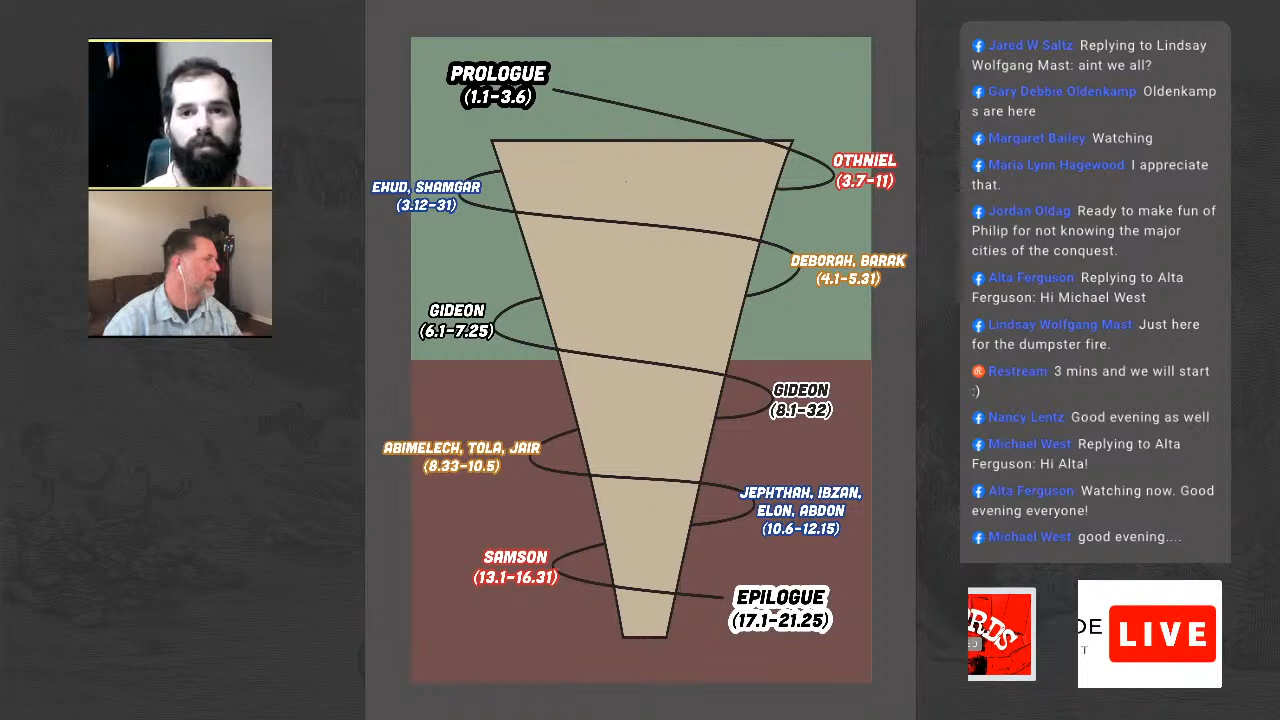 PROLOGUE
(1.1-3.6)
OTHNIEL
(3.7-11)
EHUD, SHAMGAR
(3.12-31)
DEBORAH, BARAK
(4.1-5.31)
GIDEON
(6.1-7.25)
GIDEON
(8.1-32)
ABIMELECH, TOLA, JAIR
(8.33-10.5)
JEPHTHAH, IBZAN,
ELON, ABDON
(10.6-12.15)
SAMSON
(13.1-16.31)
EPILOGUE
(17.1-21.25)
Jared W Saltz Replying to Lindsay
Wolfgang Mast: aint we all?
Gary Debbie Oldenkamp Oldenkamp
s are here
Margaret Bailey Watching
Maria Lynn Hagewood I appreciate
that.
Jordan Oldag Ready to make fun of
Philip for not knowing the major
cities of the conquest.
Alta Ferguson Replying to Alta
Ferguson: Hi Michael West
Lindsay Wolfgang Mast Just here
for the dumpster fire.
Restream 3 mins and we will start
:)
Nancy Lentz Good evening as well
Michael West Replying to Alta
Ferguson: Hi Alta!
Alta Ferguson Watching now. Good
evening everyone!
Michael West good evening....
ORDS
DE
T
LIVE